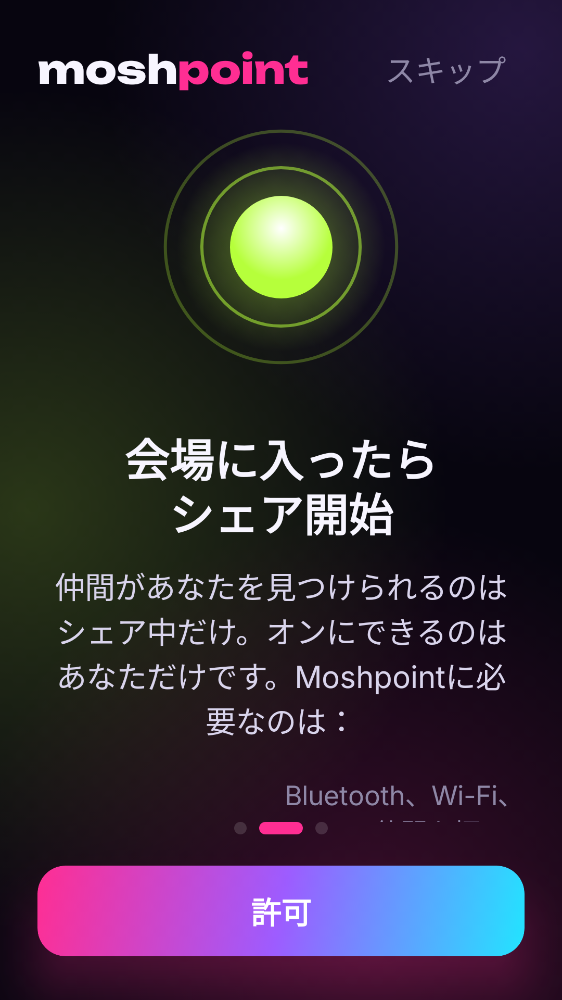 moshpoint
スキップ
会場に入ったら
シェア開始
仲間があなたを見つけられるのは
シェア中だけ。オンにできるのは
あなただけです。Moshpointに必
要なのは：
Bluetooth、Wi-Fi、
許可